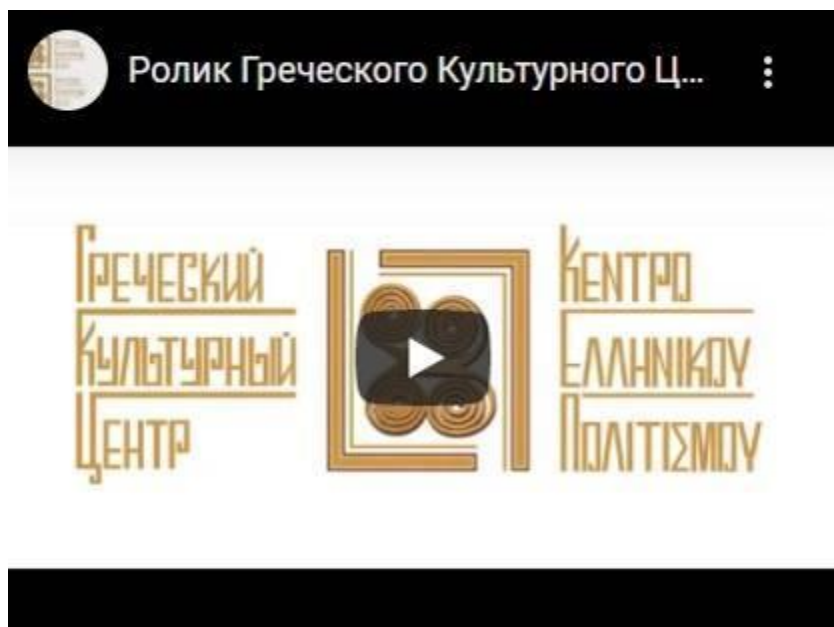 Ролик Греческого Культурного Ц...
ГРЕЧЕСКИЙ
КУЛЬТУРНЫЙ
ЦЕНТР
ΚΕΝΤΡΟ
ΕΛΛΗΝΙΚΟΥ
ΠΟΛΙΤΙΣΜΟΥ